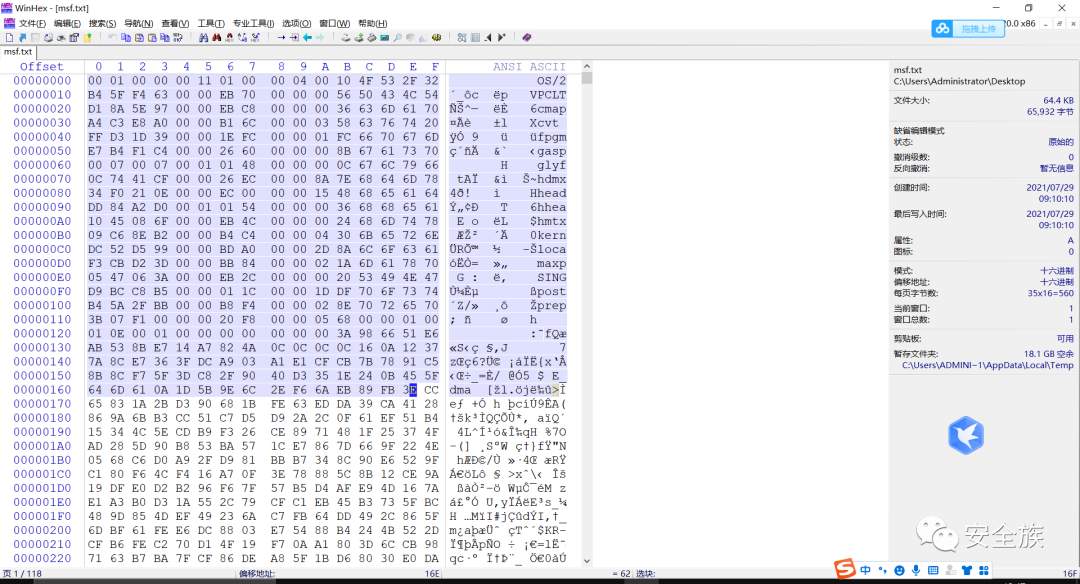 WinHex - [msf.txt]
文件(F) 编辑(E) 搜索(S) 导航(N) 查看(V) 工具(T) 专业工具(I) 选项(O) 窗口(W) 帮助(H)
20.0 x86
拖拽上传
msf.txt
Offset 0 1 2 3 4 5 6 7 8 9 A B C D E F ANSI ASCII
00000000 00 01 00 00 00 11 01 00 00 04 00 10 4F 53 2F 32 OS/2
00000010 B4 5F F4 63 00 00 EB 70 00 00 00 56 50 43 4C 54 ´_ôc ëp VPCLT
00000020 D1 8A 5E 97 00 00 EB C8 00 00 00 36 63 6D 61 70 ÑŠ^— ëÈ 6cmap
00000030 A4 C3 E8 A0 00 00 B1 6C 00 00 03 58 63 76 74 20 ¤Ãè ±l Xcvt
00000040 FF D3 1D 39 00 00 1E FC 00 00 01 FC 66 70 67 6D ÿÓ 9 ü üfpgm
00000050 E7 B4 F1 C4 00 00 26 60 00 00 00 8B 67 61 73 70 ç´ñÄ &` ‹gasp
00000060 00 07 00 07 00 01 01 48 00 00 00 0C 67 6C 79 66 H glyf
00000070 0C 74 41 CF 00 00 26 EC 00 00 8A 7E 68 64 6D 78 tAÏ &ì Š~hdmx
00000080 34 F0 21 0E 00 00 EC 00 00 00 15 48 68 65 61 64 4ð! ì Hhead
00000090 DD 84 A2 D0 00 01 01 54 00 00 00 36 68 68 65 61 Ý„¢Ð T 6hhea
000000A0 10 45 08 6F 00 00 EB 4C 00 00 00 24 68 6D 74 78 E o ëL $hmtx
000000B0 09 C6 8E B2 00 00 B4 C4 00 00 04 30 6B 65 72 6E ÆŽ² ´Ä 0kern
000000C0 DC 52 D5 99 00 00 BD A0 00 00 2D 8A 6C 6F 63 61 ÜRÕ™ ½ -Šloca
000000D0 F3 CB D2 3D 00 00 BB 84 00 00 02 1A 6D 61 78 70 óËÒ= »„ maxp
000000E0 05 47 06 3A 00 00 EB 2C 00 00 00 20 53 49 4E 47 G : ë, SING
000000F0 D9 BC C8 B5 00 00 01 1C 00 00 1D DF 70 6F 73 74 Ù¼Èµ ßpost
00000100 B4 5A 2F BB 00 00 B8 F4 00 00 02 8E 70 72 65 70 ´Z/» ¸ô Žprep
00000110 3B 07 F1 00 00 00 20 F8 00 00 05 68 00 00 01 00 ; ñ ø h
00000120 01 0E 00 01 00 00 00 00 00 00 00 3A 98 66 51 E6 :˜fQæ
00000130 AB 53 8B E7 14 A7 82 4A 0C 0C 0C 0C 16 0A 12 37 «S‹ç §‚J 7
00000140 7A 8C E7 36 3F DC A9 03 A1 E1 CF CB 7B 78 91 C5
00000150 8B 8C F7 5F 3D C8 2F 90 40 D3 35 1E 24 0B 45 5F
00000160 64 6D 61 0A 1D 5B 9E 6C 2E F6 6A EB 89 FB 3E CC dma [žl.öjë‰û>Ì
00000170 65 83 1A 2B D3 90 68 1B FE 63 ED DA 39 CA 41 28
00000180 86 9A 6B B3 CC 51 C7 D5 D9 2A 2C 0F 61 EF 51 B4
00000190 15 34 4C 5E CD B9 F3 26 CE 89 71 48 1F 25 37 4F
000001A0 AD 28 5D 90 B8 53 BA 57 1C E7 86 7D 66 9F 22 4E
000001B0 05 68 C6 D0 A9 2F D9 81 BB B7 34 8C 90 E6 52 9F
000001C0 C1 80 F6 4C F4 16 A7 0F 3E 78 88 5C 8B 12 CE 9A
000001D0 19 DF E0 D2 B2 96 F6 7F 57 B5 D4 AF E9 4D 16 7A
000001E0 E1 A3 B0 D3 1A 55 2C 79 CF C1 EB 45 B3 73 5F BC
000001F0 48 9D 85 4D EF 49 23 6A C7 FB 64 DD 49 2C 86 5F
00000200 6D BF 61 FE E6 DC 88 03 E7 54 88 B4 24 4B 52 2D
00000210 CF B6 FE C2 70 D1 4F 19 F7 0A A1 80 3D 6C CB 98
00000220 71 63 B7 BA 7F CF 86 DE A8 85 5F 1B D6 80 30 E0 DA
页 1 / 118 偏移地址: 16E = 62 选块: 16F
msf.txt
C:\Users\Administrator\Desktop
文件大小: 64.4 KB
65,932 字节
缺省编辑模式
状态: 原始的
撤消级数: 0
反向撤消: 暂无信息
创建时间: 2021/07/29
09:10:10
最后写入时间: 2021/07/29
09:10:10
属性: A
图标: 0
模式: 十六进制
偏移地址: 十六进制
每页字节数: 35x16=560
当前窗口: 1
窗口总数: 1
剪贴板: 可用
暂存文件夹: 18.1 GB 空余
C:\Users\ADMINI~1\AppData\Local\Temp
安全族
中